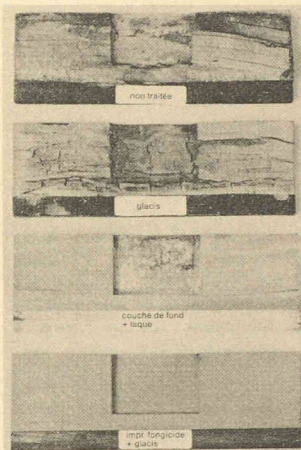 non traitée
glacis
couche de fond
+ laque
impr. fongicide
+ glacis